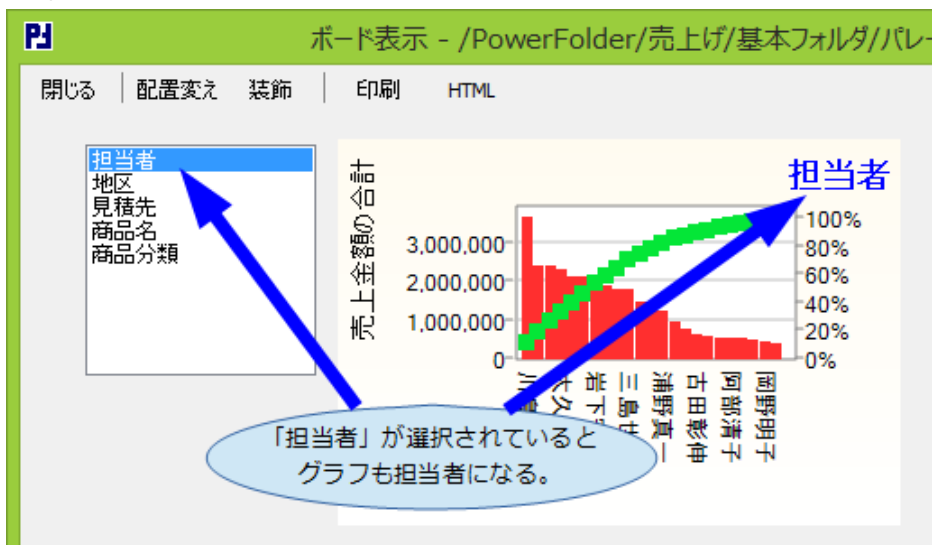 ボード表示 - /PowerFolder/売上げ/基本フォルダ/パレー
閉じる 配置変え 装飾 印刷 HTML
担当者
地区
見積先
商品名
商品分類
担当者
売上金額の合計
3,000,000
2,000,000
1,000,000
0
100%
80%
60%
40%
20%
0%
三島
浦野真一
吉田彰伸
阿部清子
岡野明子
「担当者」が選択されていると
グラフも担当者になる。